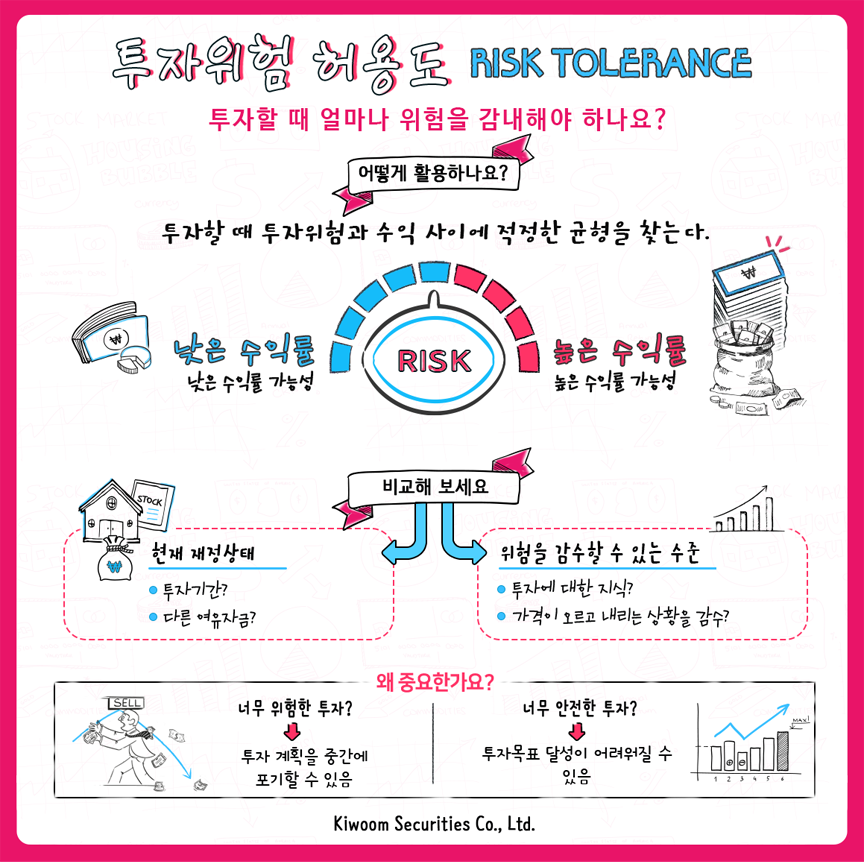 투자위험 허용도 RISK TOLERANCE
투자할 때 얼마나 위험을 감내해야 하나요?
어떻게 활용하나요?
투자할 때 투자위험과 수익 사이에 적정한 균형을 찾는다.
₩
₩
낮은 수익률
낮은 수익률 가능성
RISK
높은 수익률
높은 수익률 가능성
비교해 보세요
STOCK
₩
현재 재정상태
투자기간?
다른 여유자금?
위험을 감수할 수 있는 수준
투자에 대한 지식?
가격이 오르고 내리는 상황을 감수?
왜 중요한가요?
SELL
너무 위험한 투자?
투자 계획을 중간에
포기할 수 있음
너무 안전한 투자?
투자목표 달성이 어려워질 수
있음
MAX!
1 2 3 4 5 6
Kiwoom Securities Co., Ltd.